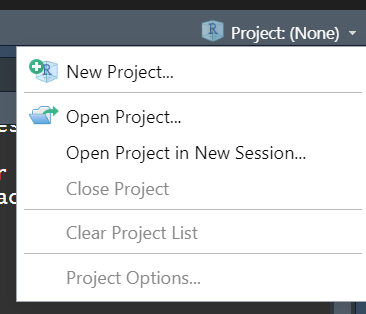 Project: (None)
New Project...
Open Project...
Open Project in New Session...
Close Project
Clear Project List
Project Options...